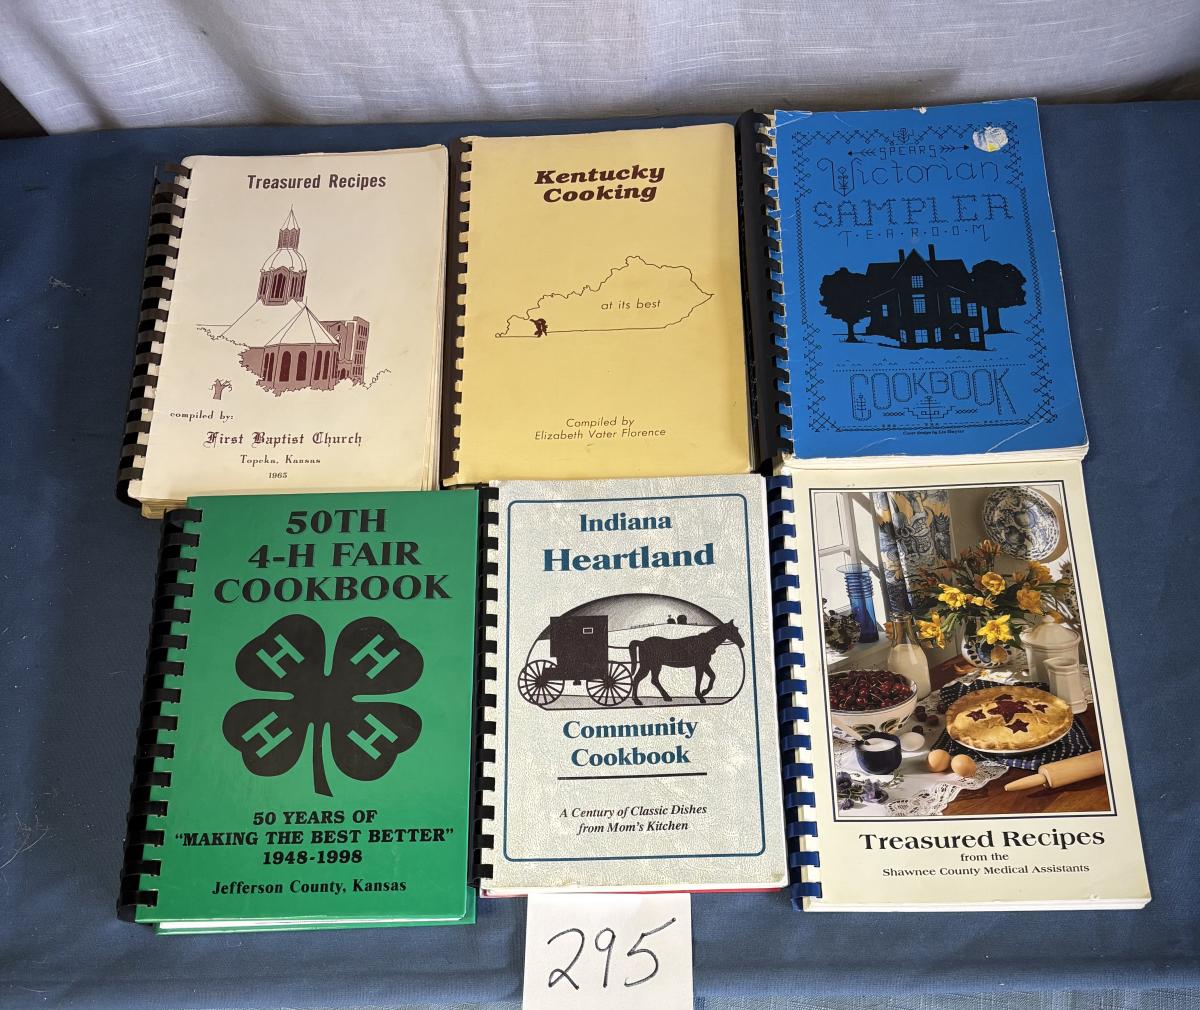 Treasured Recipes
compiled by:
First Baptist Church
Topeka, Kansas
1965
Kentucky
Cooking
at its best
Compiled by
Elizabeth Vater Florence
SPEARS
Victorian
SAMPLER
T·E·A·R·O·O·M
COOKBOOK
50TH
4-H FAIR
COOKBOOK
H H
H H
50 YEARS OF
"MAKING THE BEST BETTER"
1948-1998
Jefferson County, Kansas
Indiana
Heartland
Community
Cookbook
A Century of Classic Dishes
from Mom's Kitchen
Treasured Recipes
from the
Shawnee County Medical Assistants
295